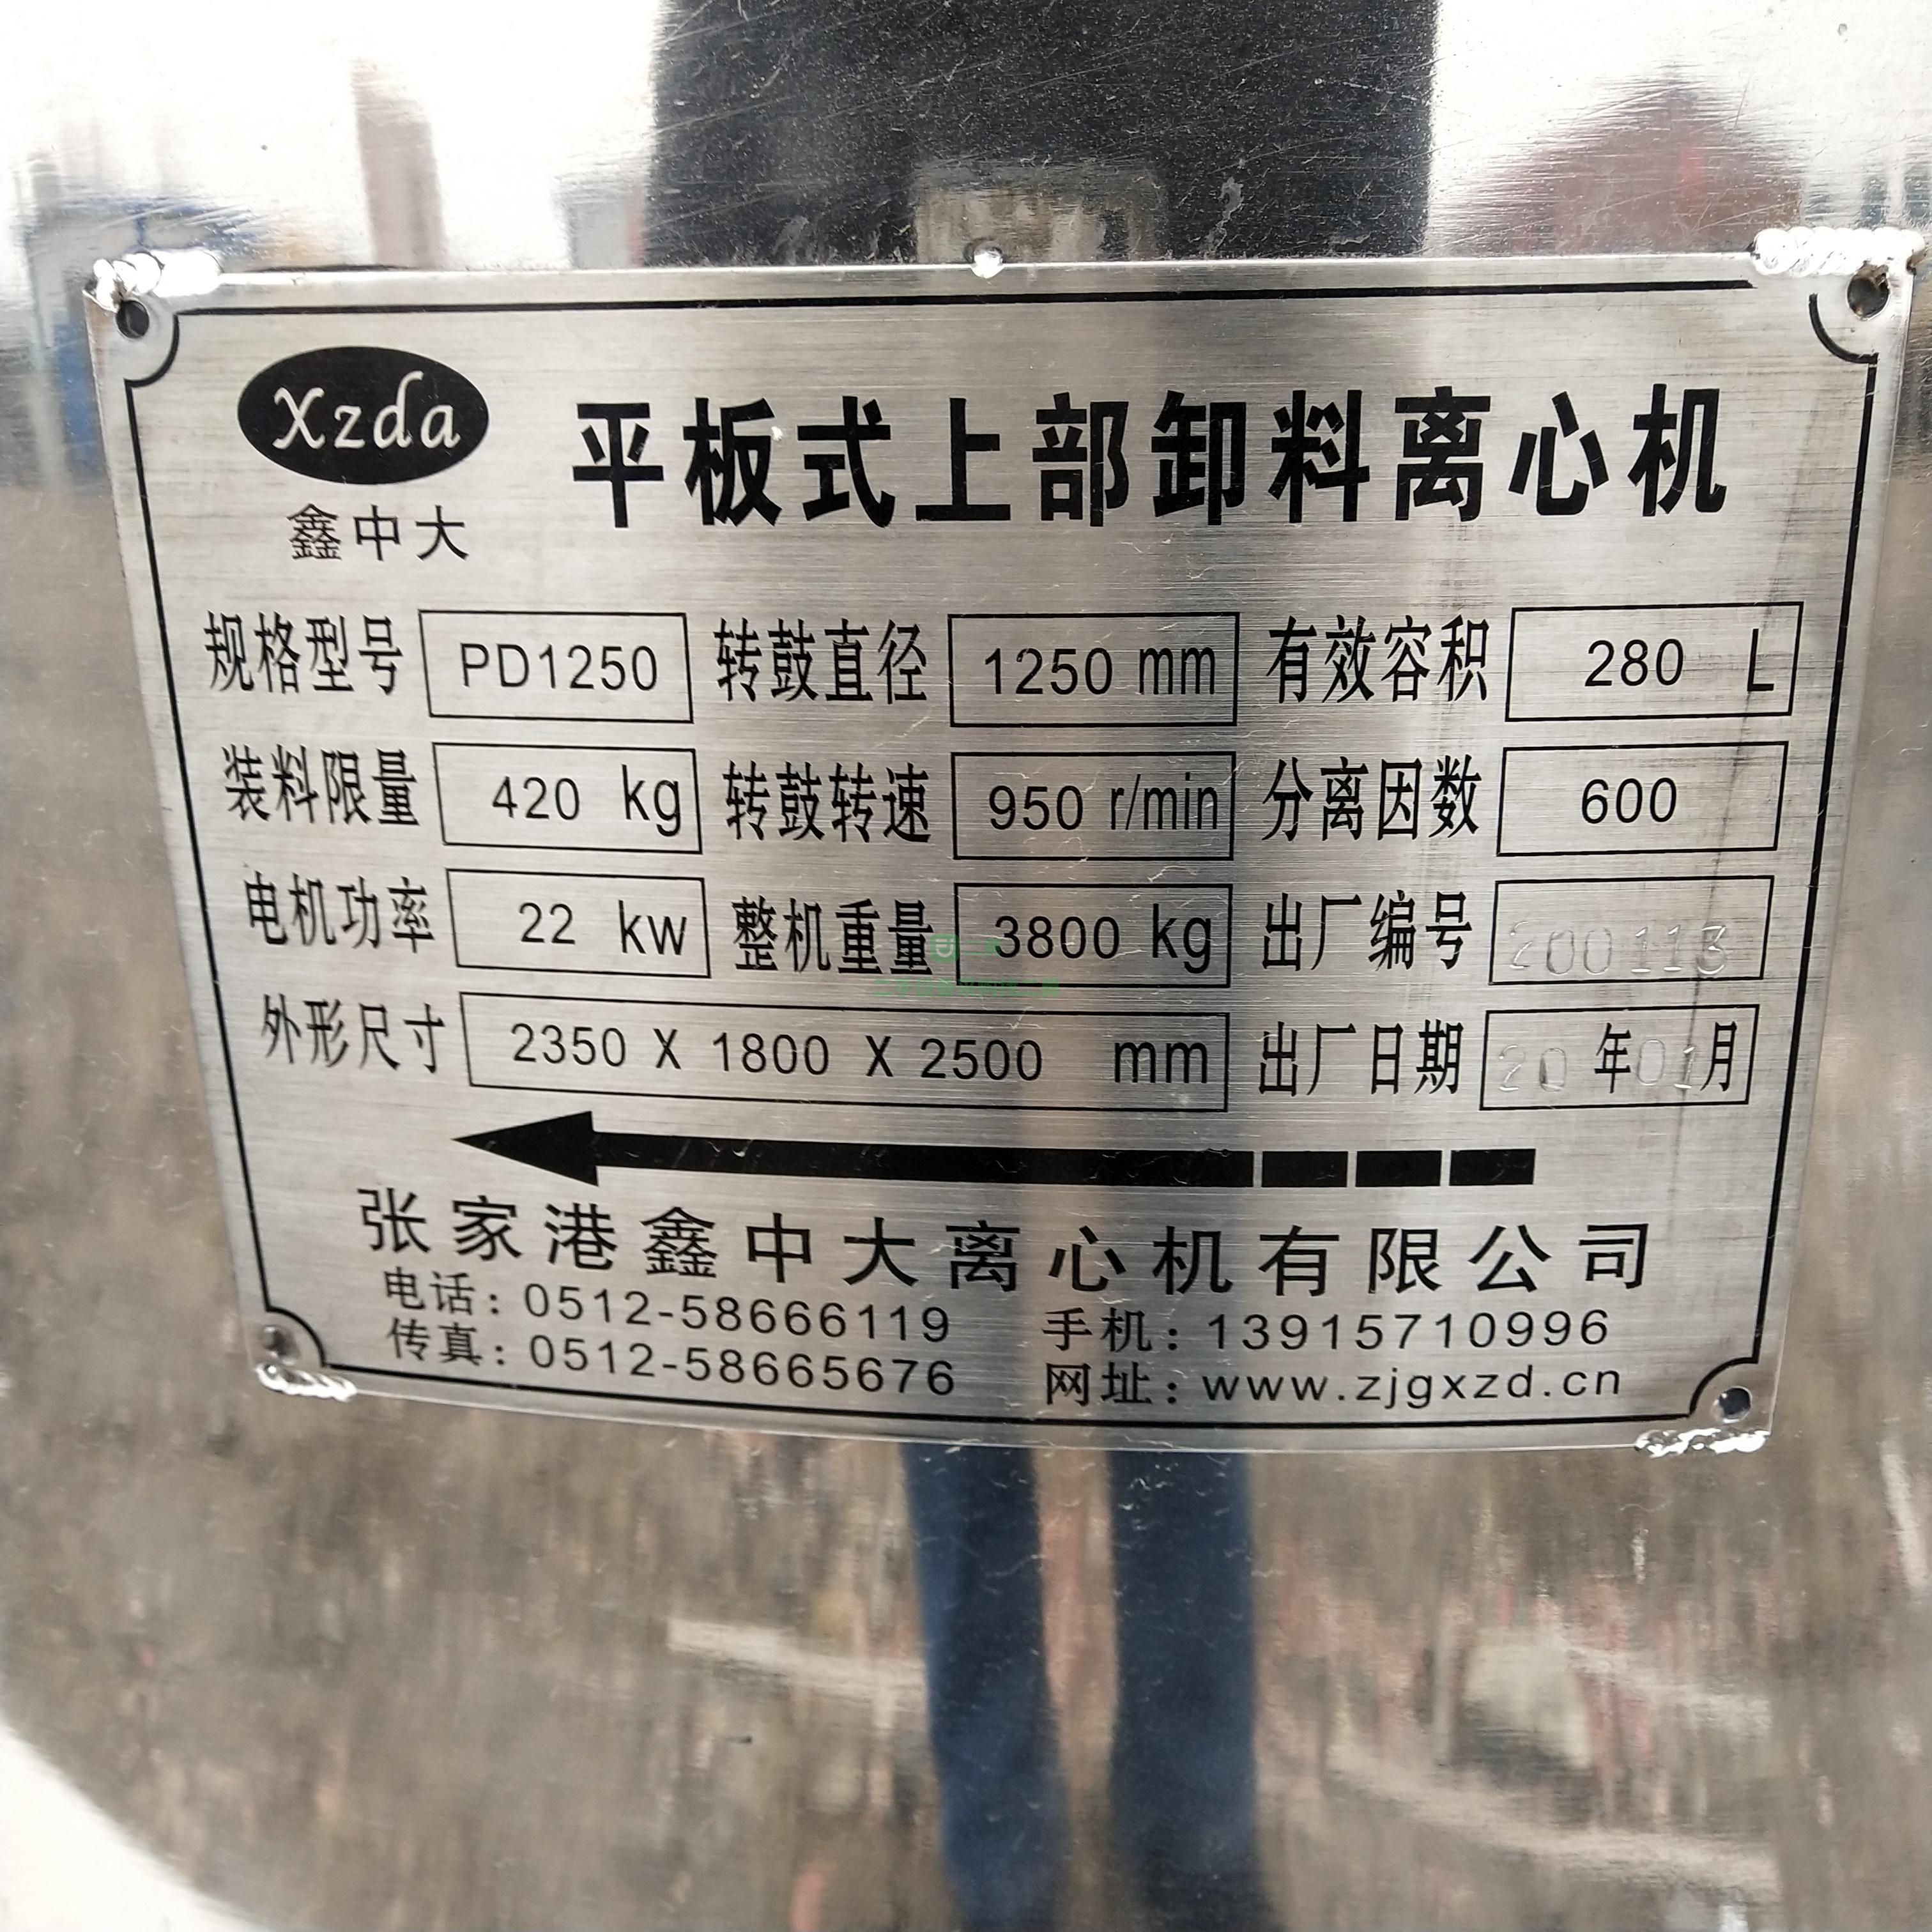 Xzda
鑫中大
平板式上部卸料离心机
规格型号 PD1250 转鼓直径 1250 mm 有效容积 280 L
装料限量 420 kg 转鼓转速 950 r/min 分离因数 600
电机功率 22 kw 整机重量 3800 kg 出厂编号 200113
外形尺寸 2350 X 1800 X 2500 mm 出厂日期 20 年 01 月
张家港鑫中大离心机有限公司
电话：0512-58666119 手机：13915710996
传真：0512-58665676 网址：www.zjgxzd.cn